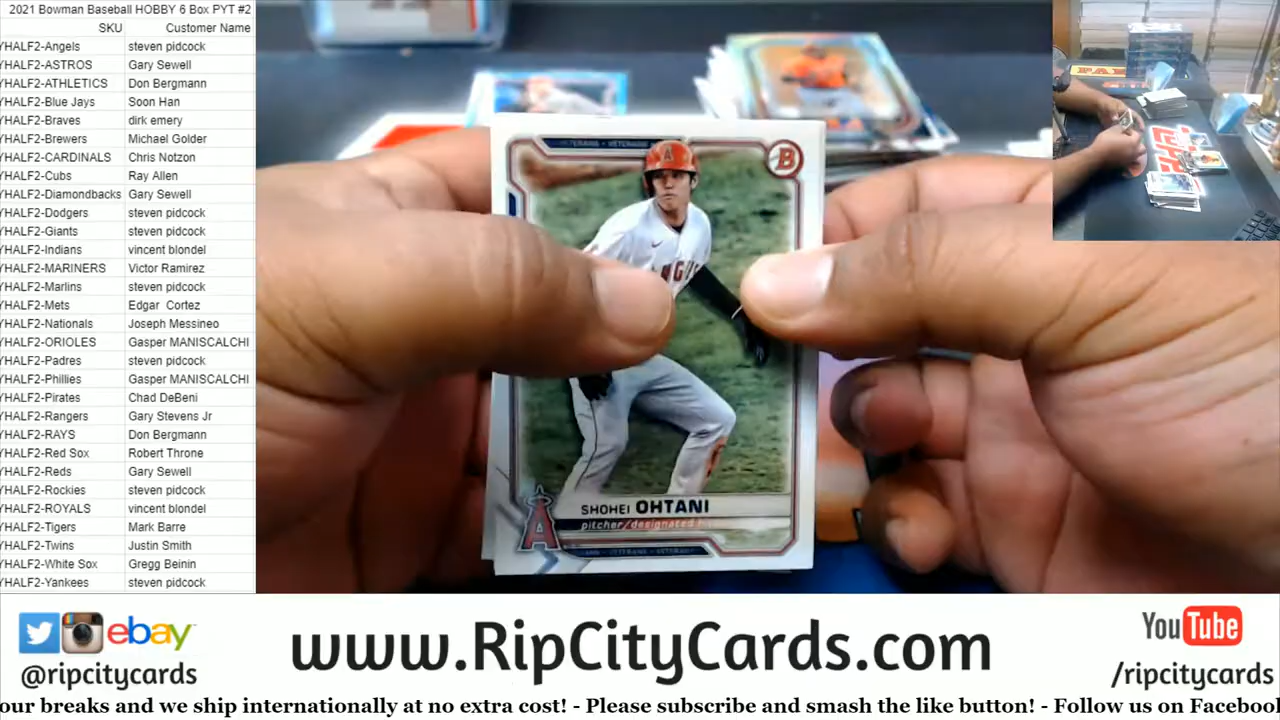 2021 Bowman Baseball HOBBY 6 Box PYT #2
SKU Customer Name
YHALF2-Angels steven pidcock
YHALF2-ASTROS Gary Sewell
YHALF2-ATHLETICS Don Bergmann
YHALF2-Blue Jays Soon Han
YHALF2-Braves dirk emery
YHALF2-Brewers Michael Golder
YHALF2-CARDINALS Chris Notzon
YHALF2-Cubs Ray Allen
YHALF2-Diamondbacks Gary Sewell
YHALF2-Dodgers steven pidcock
YHALF2-Giants steven pidcock
YHALF2-Indians vincent blondel
YHALF2-MARINERS Victor Ramirez
YHALF2-Marlins steven pidcock
YHALF2-Mets Edgar Cortez
YHALF2-Nationals Joseph Messineo
YHALF2-ORIOLES Gasper MANISCALCHI
YHALF2-Padres steven pidcock
YHALF2-Phillies Gasper MANISCALCHI
YHALF2-Pirates Chad DeBeni
YHALF2-Rangers Gary Stevens Jr
YHALF2-RAYS Don Bergmann
YHALF2-Red Sox Robert Throne
YHALF2-Reds Gary Sewell
YHALF2-Rockies steven pidcock
YHALF2-ROYALS vincent blondel
YHALF2-Tigers Mark Barre
YHALF2-Twins Justin Smith
YHALF2-White Sox Gregg Beinin
YHALF2-Yankees steven pidcock
B
A
ANGE
SHOHEI OHTANI
pitcher/designated
A
ebay
@ripcitycards
www.RipCityCards.com
YouTube
/ripcitycards
our breaks and we ship internationally at no extra cost! - Please subscribe and smash the like button! - Follow us on Facebook